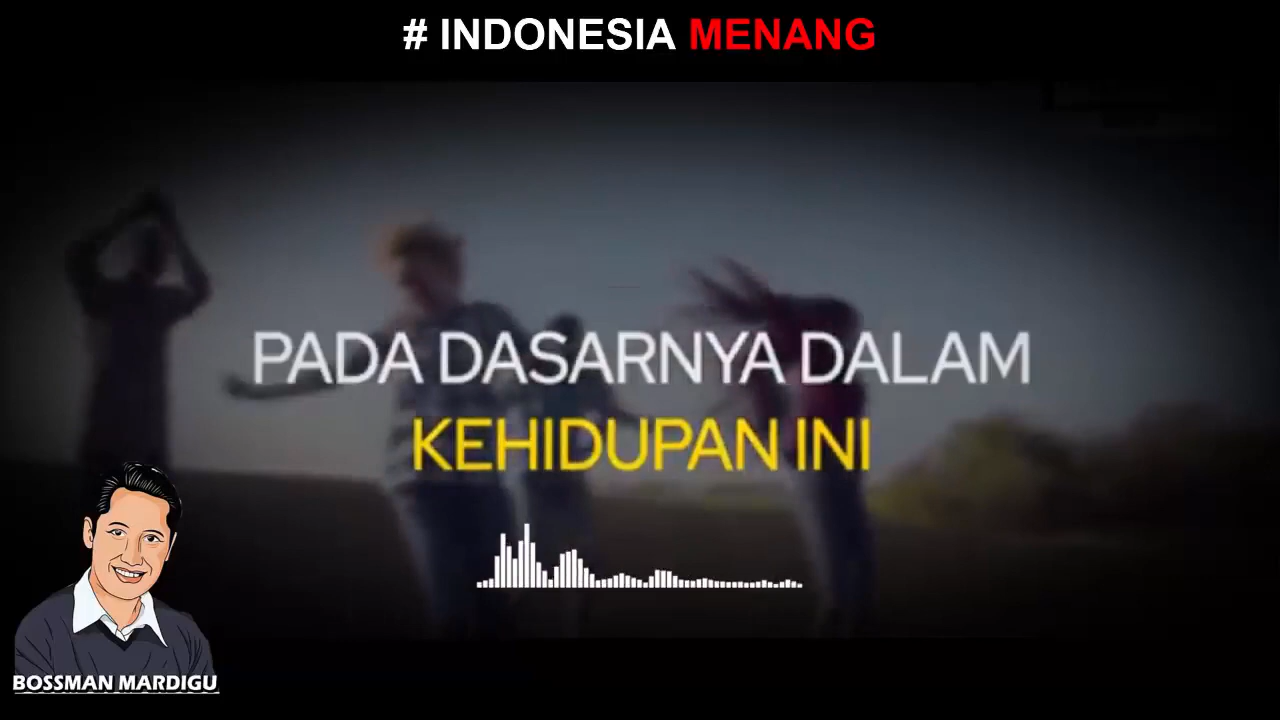 # INDONESIA MENANG
PADA DASARNYA DALAM
KEHIDUPAN INI
BOSSMAN MARDIGU